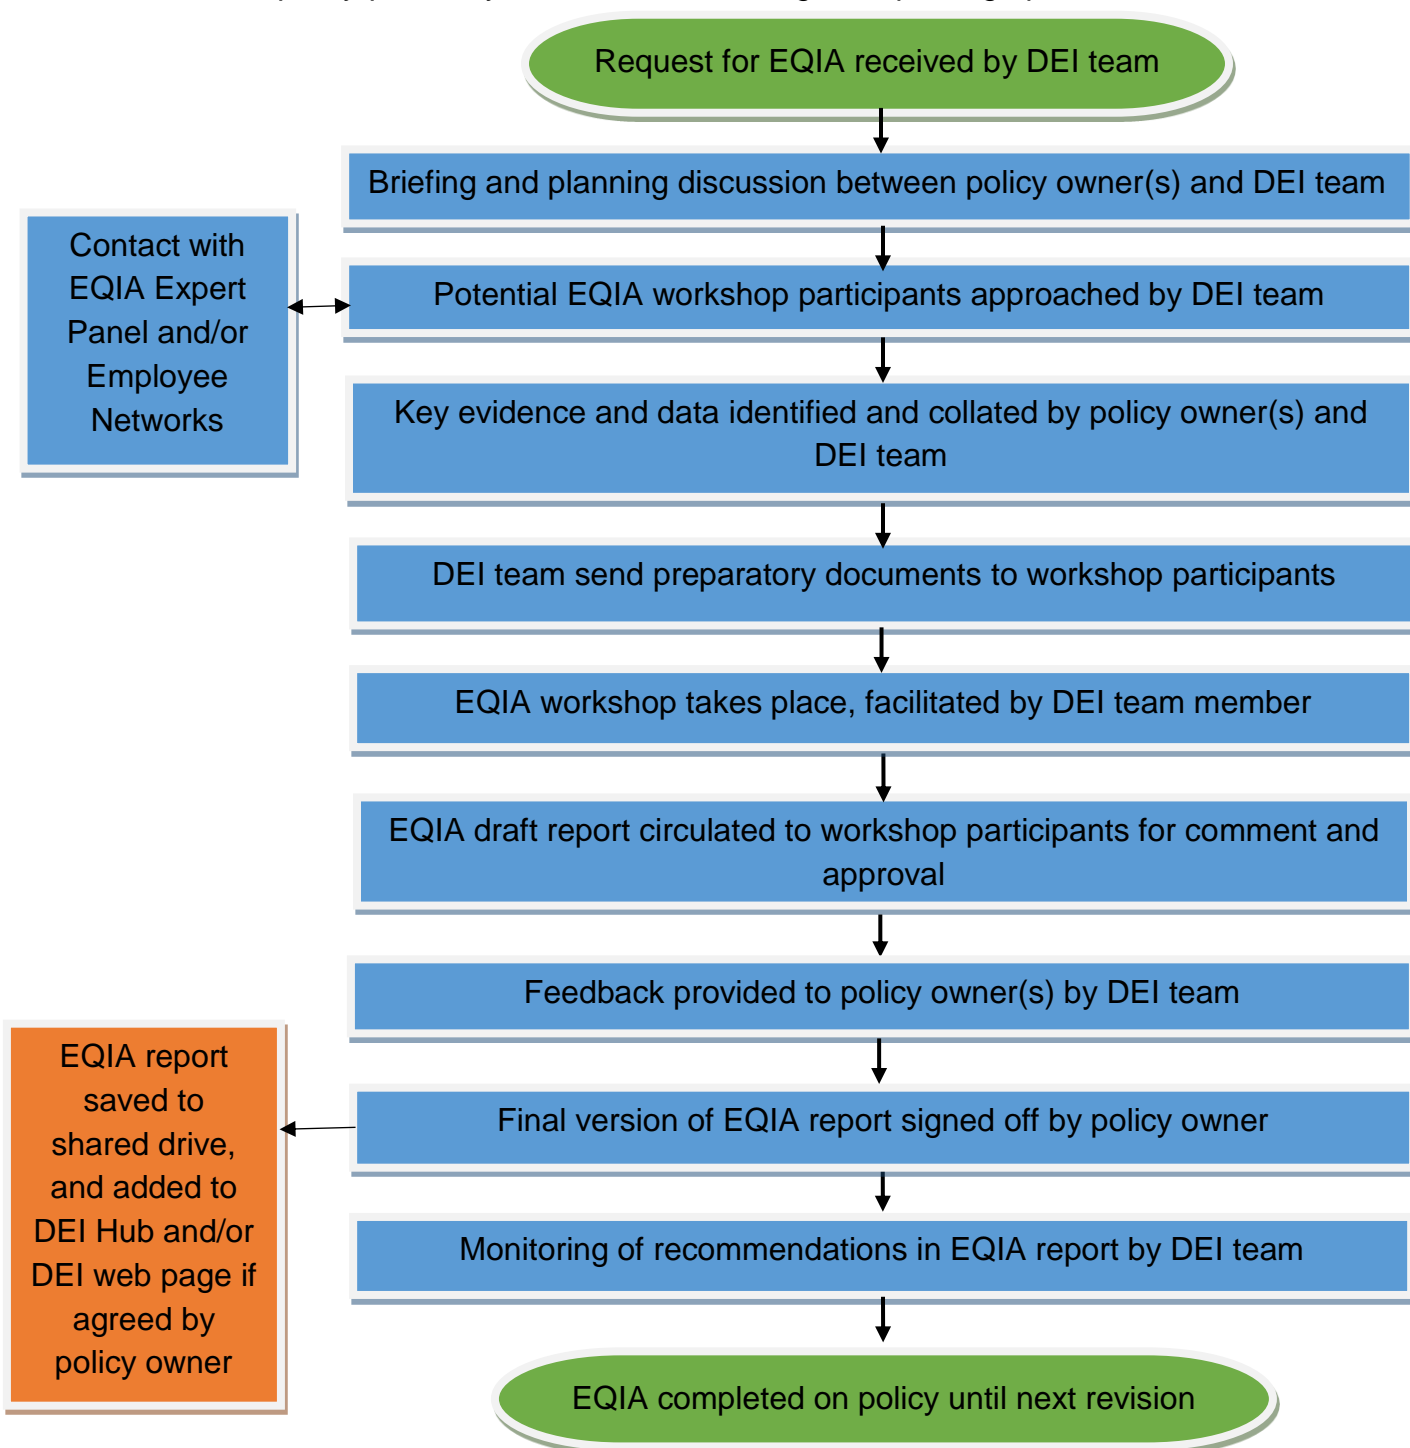 Request for EQIA received by DEI team
Briefing and planning discussion between policy owner(s) and DEI team
Contact with
EQIA Expert
Panel and/or
Employee
Networks
Potential EQIA workshop participants approached by DEI team
Key evidence and data identified and collated by policy owner(s) and
DEI team
DEI team send preparatory documents to workshop participants
EQIA workshop takes place, facilitated by DEI team member
EQIA draft report circulated to workshop participants for comment and
approval
Feedback provided to policy owner(s) by DEI team
Final version of EQIA report signed off by policy owner
EQIA report
saved to
shared drive,
and added to
DEI Hub and/or
DEI web page if
agreed by
policy owner
Monitoring of recommendations in EQIA report by DEI team
EQIA completed on policy until next revision